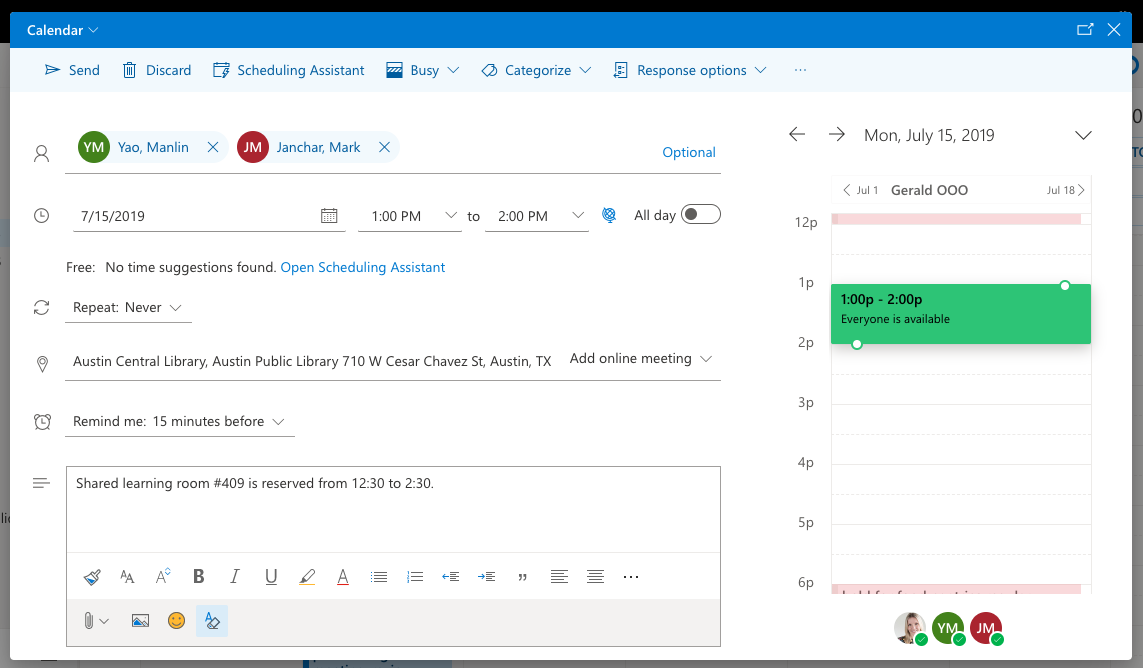 Calendar
Send Discard Scheduling Assistant Busy Categorize Response options ...
YM Yao, Manlin JM Janchar, Mark
Optional
7/15/2019 1:00 PM to 2:00 PM All day
Free: No time suggestions found. Open Scheduling Assistant
Repeat: Never
Austin Central Library, Austin Public Library 710 W Cesar Chavez St, Austin, TX Add online meeting
Remind me: 15 minutes before
Shared learning room #409 is reserved from 12:30 to 2:30.
Mon, July 15, 2019
Jul 1 Gerald OOO Jul 18
12p
1p
1:00p - 2:00p
Everyone is available
2p
3p
4p
5p
6p
YM JM